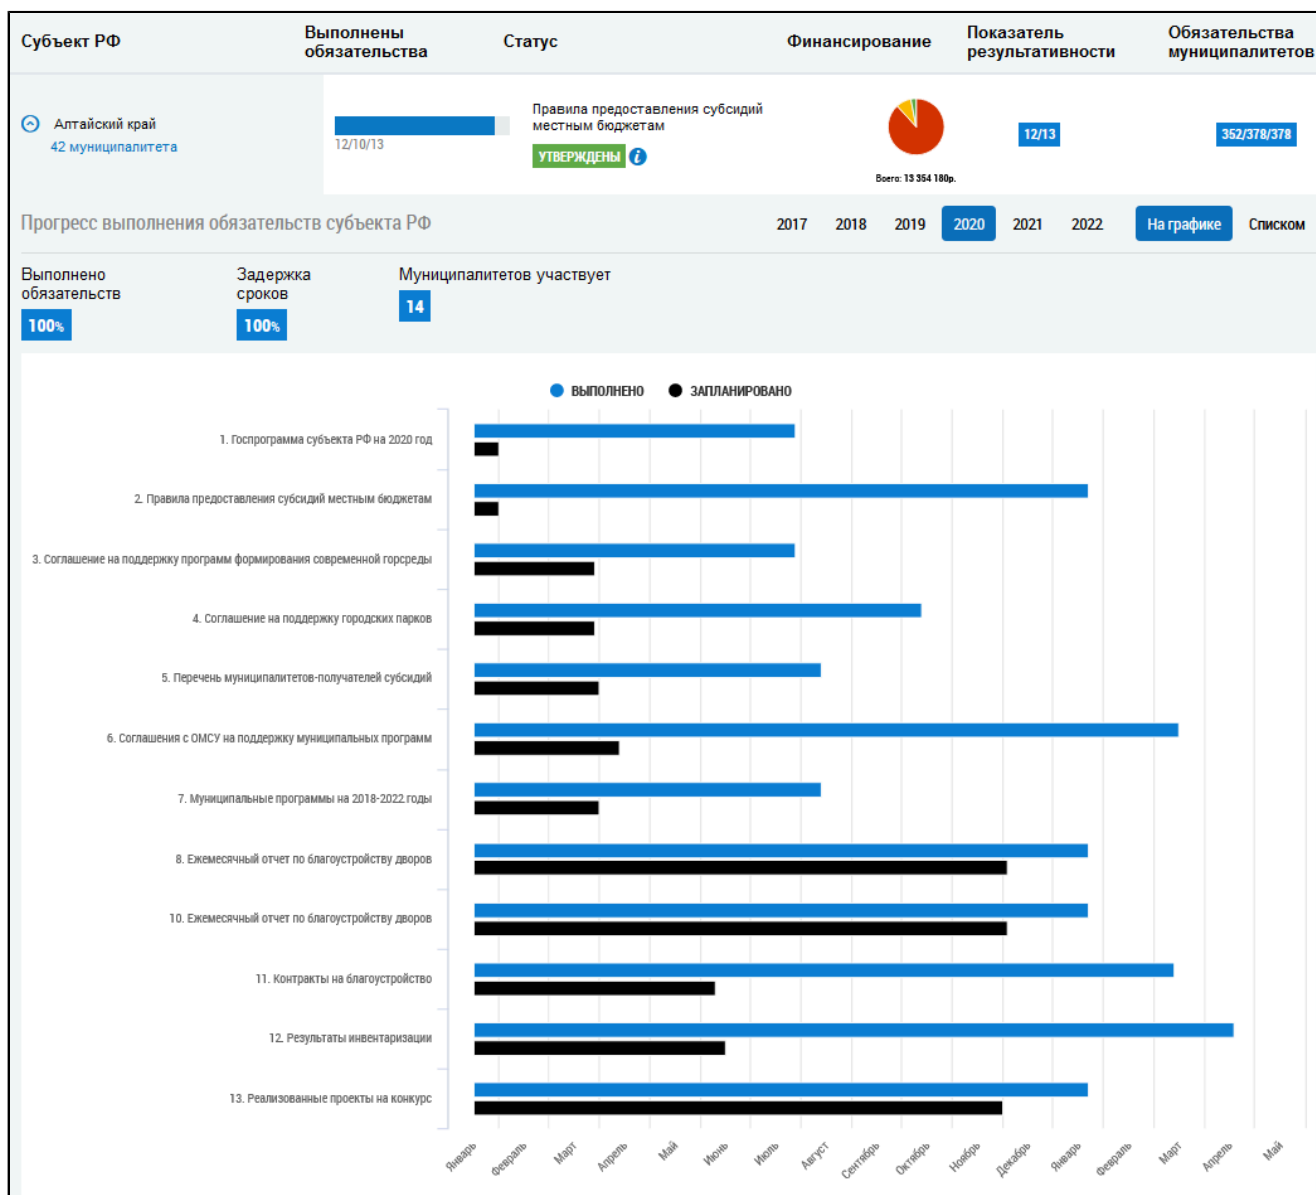 Субъект РФ
Выполнены
обязательства
Статус
Финансирование
Показатель
результативности
Обязательства
муниципалитетов
Алтайский край
42 муниципалитета
12/10/13
Правила предоставления субсидий
местным бюджетам
УТВЕРЖДЕНЫ i
Всего: 13 354 180р.
12/13
352/378/378
Прогресс выполнения обязательств субъекта РФ
2017 2018 2019 2020 2021 2022 На графике Списком
Выполнено
обязательств
100%
Задержка
сроков
100%
Муниципалитетов участвует
14
ВЫПОЛНЕНО ЗАПЛАНИРОВАНО
1. Госпрограмма субъекта РФ на 2020 год
2. Правила предоставления субсидий местным бюджетам
3. Соглашение на поддержку программ формирования современной горсреды
4. Соглашение на поддержку городских парков
5. Перечень муниципалитетов-получателей субсидий
6. Соглашения с ОМСУ на поддержку муниципальных программ
7. Муниципальные программы на 2018-2022 годы
8. Ежемесячный отчет по благоустройству дворов
10. Ежемесячный отчет по благоустройству дворов
11. Контракты на благоустройство
12. Результаты инвентаризации
13. Реализованные проекты на конкурс
Январь Февраль Март Апрель Май Июнь Июль Август Сентябрь Октябрь Ноябрь Декабрь Январь Февраль Март Апрель Май